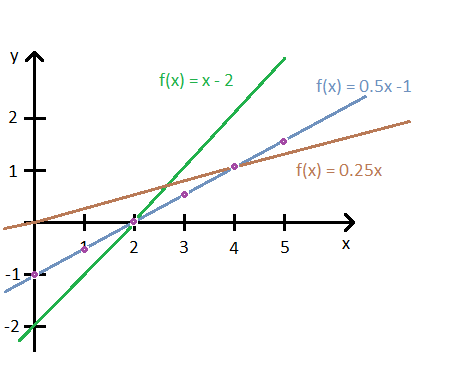 y
f(x) = x - 2
f(x) = 0.5x -1
2
1
f(x) = 0.25x
1
2
3
4
5
x
-1
-2